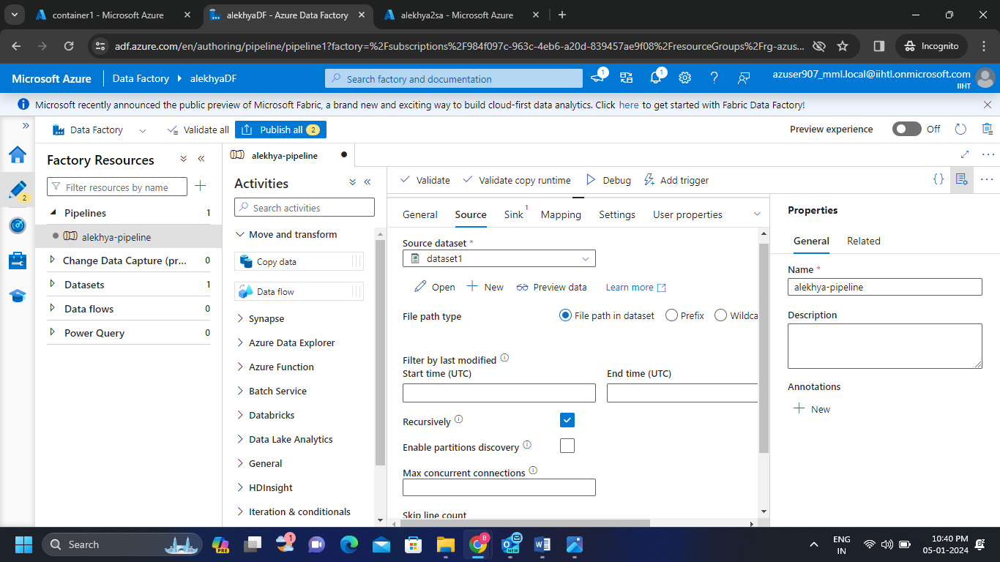 container1 - Microsoft Azure
alekhyaDF - Azure Data Factory
alekhya2sa - Microsoft Azure
adf.azure.com/en/authoring/pipeline/pipeline1?factory=%2Fsubscriptions%2F984f097c-963c-4eb6-a20d-839457ae9f08%2FresourceGroups%2Frg-azus...
Incognito
Microsoft Azure
Data Factory
alekhyaDF
Search factory and documentation
1
1
azuser907_mml.local@iihtl.onmicrosoft.com
IIHT
Microsoft recently announced the public preview of Microsoft Fabric, a brand new and exciting way to build cloud-first data analytics. Click here to get started with Fabric Data Factory!
Data Factory
Validate all
Publish all 2
Preview experience
Off
2
Factory Resources
Filter resources by name
Pipelines 1
alekhya-pipeline
Change Data Capture (pr... 0
Datasets 1
Data flows 0
Power Query 0
alekhya-pipeline
Activities
Search activities
Move and transform
Copy data
Data flow
Synapse
Azure Data Explorer
Azure Function
Batch Service
Databricks
Data Lake Analytics
General
HDInsight
Iteration & conditionals
Validate
Validate copy runtime
Debug
Add trigger
General
Source
Sink 1
Mapping
Settings
User properties
Source dataset *
dataset1
Open
New
Preview data
Learn more
File path type
File path in dataset
Prefix
Wildca
Filter by last modified
Start time (UTC)
End time (UTC)
Recursively
Enable partitions discovery
Max concurrent connections
Skip line count
Properties
General
Related
Name *
alekhya-pipeline
Description
Annotations
New
Search
PRE
1
8
NEW
ENG
IN
10:40 PM
05-01-2024